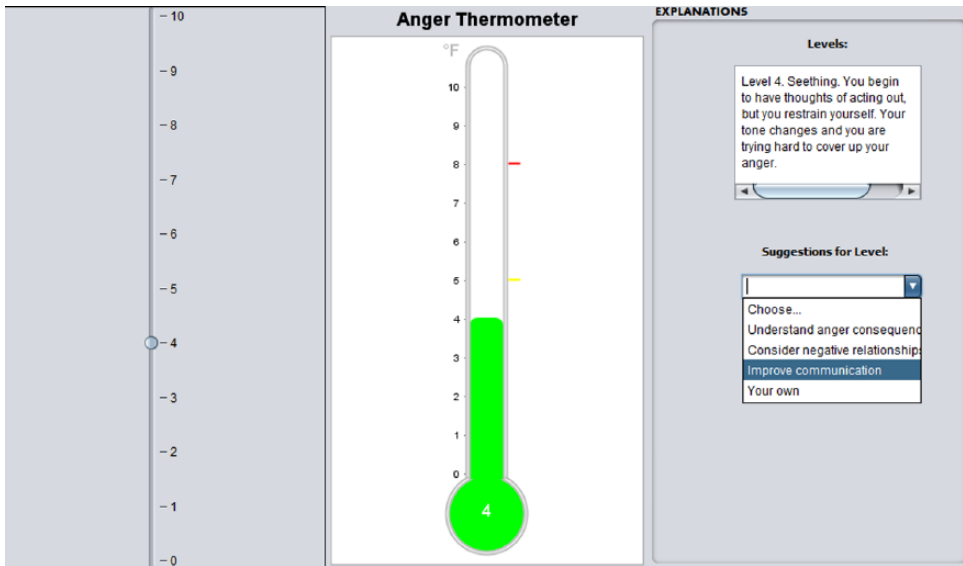 – 10
– 9
– 8
– 7
– 6
– 5
– 4
– 3
– 2
– 1
– 0
Anger Thermometer
°F
10
9
8
7
6
5
4
3
2
1
0
4
EXPLANATIONS
Levels:
Level 4. Seething. You begin
to have thoughts of acting out,
but you restrain yourself. Your
tone changes and you are
trying hard to cover up your
anger.
Suggestions for Level:
Choose...
Understand anger consequenc
Consider negative relationships
Improve communication
Your own